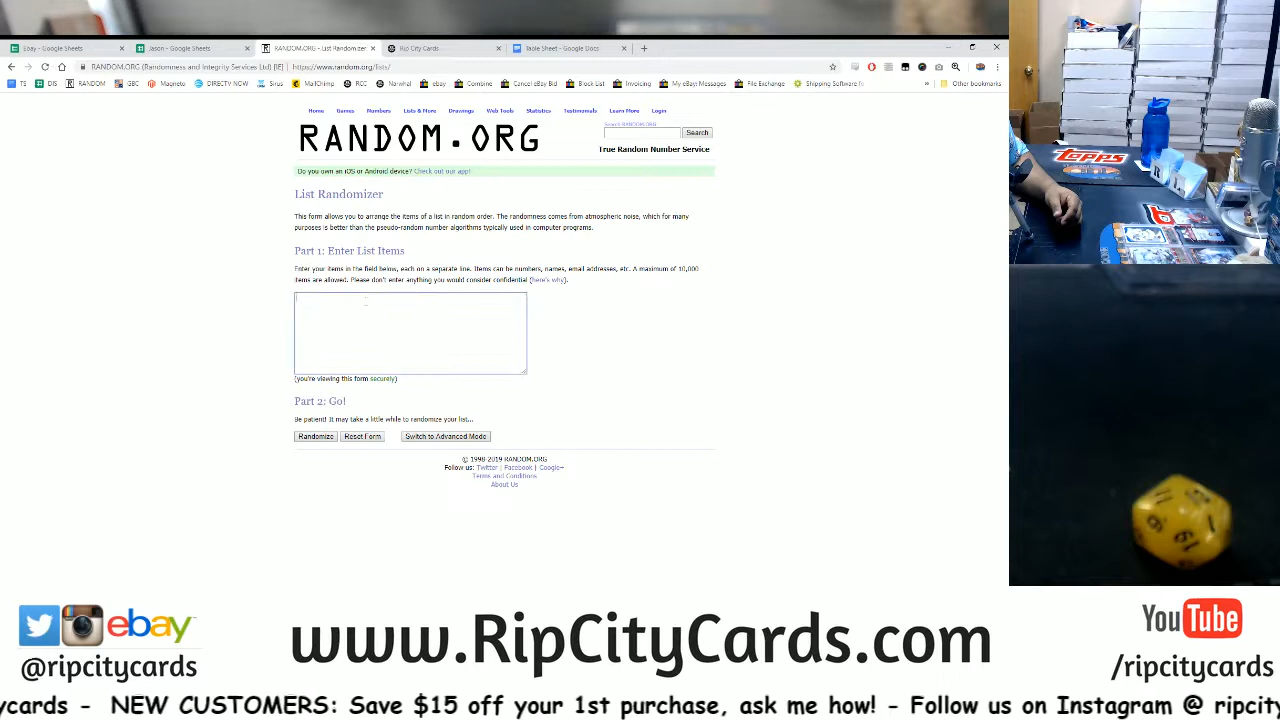 Ebay - Google Sheets
Jason - Google Sheets
RANDOM.ORG - List Randomizer
Rip City Cards
Table Sheet - Google Docs
RANDOM.ORG (Randomness and Integrity Services Ltd) [IE] | https://www.random.org/lists/
TS DIS RANDOM GBC Magneto DIRECTV NOW Sirius MailChimp RCC Narwhal ebay Combine Cancel eBay Bid Block List Invoicing My eBay: Messages File Exchange Shipping Software fo » Other bookmarks
Home Games Numbers Lists & More Drawings Web Tools Statistics Testimonials Learn More Login
Search RANDOM.ORG
RANDOM.ORG
Search
True Random Number Service
Do you own an iOS or Android device? Check out our app!
List Randomizer
This form allows you to arrange the items of a list in random order. The randomness comes from atmospheric noise, which for many
purposes is better than the pseudo-random number algorithms typically used in computer programs.
Part 1: Enter List Items
Enter your items in the field below, each on a separate line. Items can be numbers, names, email addresses, etc. A maximum of 10,000
items are allowed. Please don't enter anything you would consider confidential (here's why).
(you're viewing this form securely)
Part 2: Go!
Be patient! It may take a little while to randomize your list...
Randomize Reset Form Switch to Advanced Mode
© 1998-2019 RANDOM.ORG
Follow us: Twitter | Facebook | Google+
Terms and Conditions
About Us
Topps
R L
11
1
19
ebay
@ripcitycards
www.RipCityCards.com
YouTube
/ripcitycards
ycards - NEW CUSTOMERS: Save $15 off your 1st purchase, ask me how! - Follow us on Instagram @ ripcity